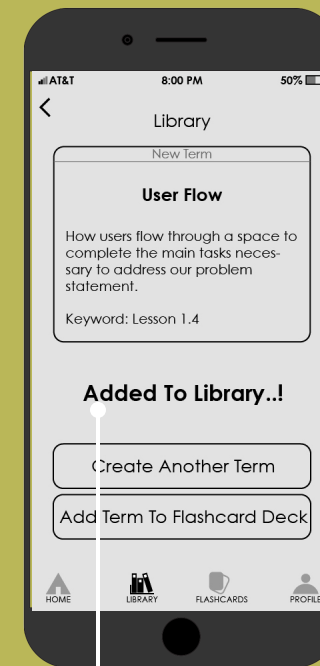 AT&T 8:00 PM 50%
Library
New Term
User Flow
How users flow through a space to
complete the main tasks neces-
sary to address our problem
statement.
Keyword: Lesson 1.4
Added To Library..!
Create Another Term
Add Term To Flashcard Deck
HOME LIBRARY FLASHCARDS PROFILE